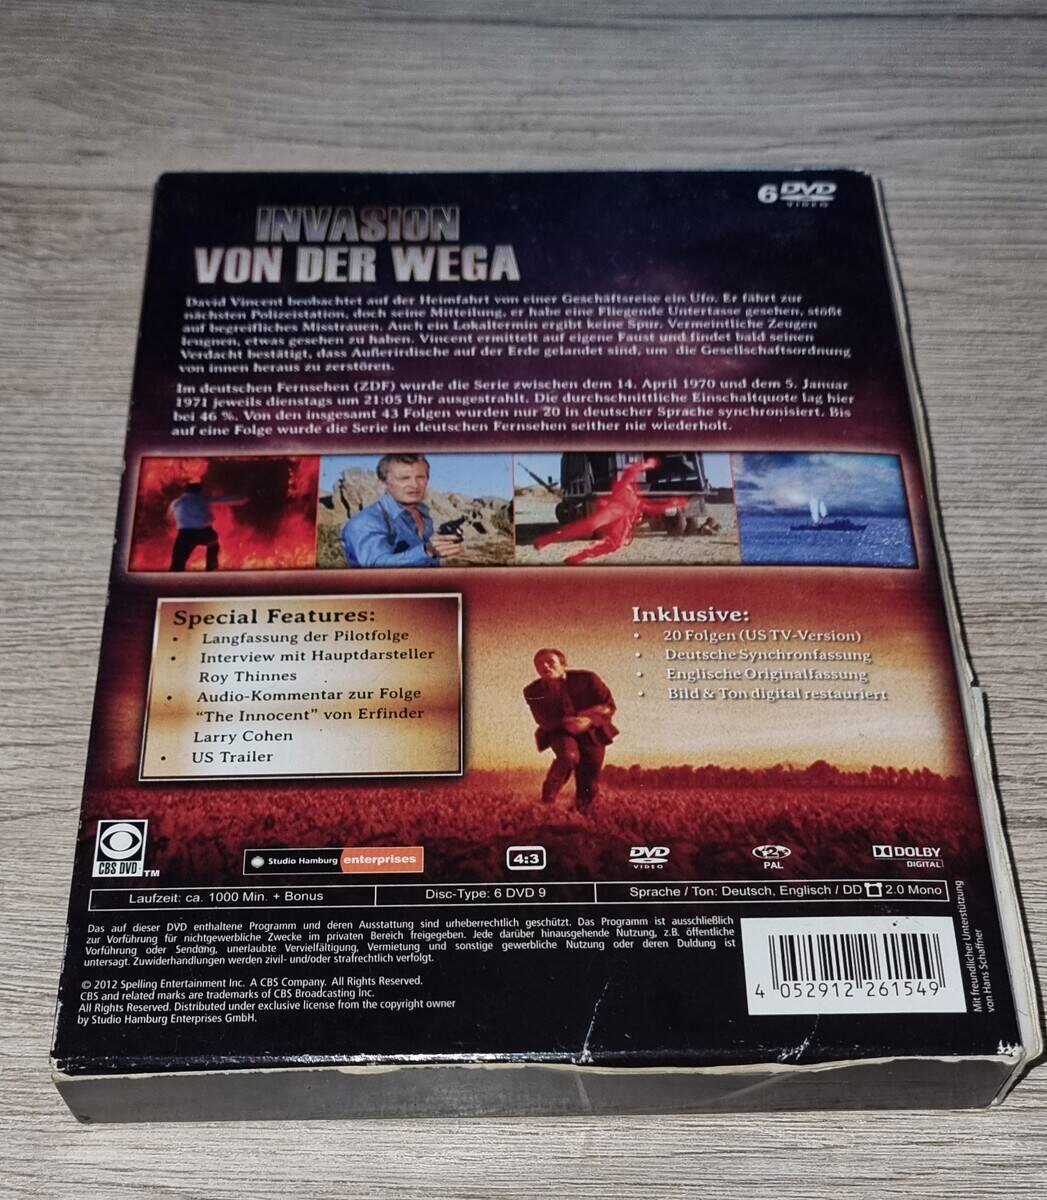 6 DVD
VIDEO
INVASION
VON DER WEGA
David Vincent beobachtet auf der Heimfahrt von einer Geschäftsreise ein Ufo. Er fährt zur
nächsten Polizeistation, doch seine Mitteilung, er habe eine Fliegende Untertasse gesehen, stößt
auf begreifliches Misstrauen. Auch ein Lokaltermin ergibt keine Spur. Vermeintliche Zeugen
leugnen, etwas gesehen zu haben. Vincent ermittelt auf eigene Faust und findet bald seinen
Verdacht bestätigt, dass Außerirdische auf der Erde gelandet sind, um die Gesellschaftsordnung
von innen heraus zu zerstören.
Im deutschen Fernsehen (ZDF) wurde die Serie zwischen dem 14. April 1970 und dem 5. Januar
1971 jeweils dienstags um 21:05 Uhr ausgestrahlt. Die durchschnittliche Einschaltquote lag hier
bei 46 %. Von den insgesamt 43 Folgen wurden nur 20 in deutscher Sprache synchronisiert. Bis
auf eine Folge wurde die Serie im deutschen Fernsehen seither nie wiederholt.
Special Features:
• Langfassung der Pilotfolge
• Interview mit Hauptdarsteller
Roy Thinnes
• Audio-Kommentar zur Folge
"The Innocent" von Erfinder
Larry Cohen
• US Trailer
Inklusive:
• 20 Folgen (US TV-Version)
• Deutsche Synchronfassung
• Englische Originalfassung
• Bild & Ton digital restauriert
CBS DVD TM
Studio Hamburg enterprises
4:3
DVD
VIDEO
2
PAL
DOLBY
DIGITAL
Laufzeit: ca. 1000 Min. + Bonus
Disc-Type: 6 DVD 9
Sprache / Ton: Deutsch, Englisch / DD 2.0 Mono
Das auf dieser DVD enthaltene Programm und deren Ausstattung sind urheberrechtlich geschützt. Das Programm ist ausschließlich
zur Vorführung für nichtgewerbliche Zwecke im privaten Bereich freigegeben. Jede darüber hinausgehende Nutzung, z.B. öffentliche
Vorführung oder Sendung, unerlaubte Vervielfältigung, Vermietung und sonstige gewerbliche Nutzung oder deren Duldung ist
untersagt. Zuwiderhandlungen werden zivil- und/oder strafrechtlich verfolgt.
© 2012 Spelling Entertainment Inc. A CBS Company. All Rights Reserved.
CBS and related marks are trademarks of CBS Broadcasting Inc.
All Rights Reserved. Distributed under exclusive license from the copyright owner
by Studio Hamburg Enterprises GmbH.
4 052912 261549
Mit freundlicher Unterstützung
von Hans Schaffner